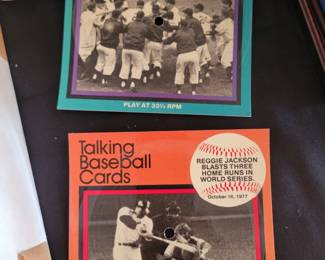 PLAY AT 33⅓ RPM
Talking
Baseball
Cards
REGGIE JACKSON
BLASTS THREE
HOME RUNS IN
WORLD SERIES.
October 18, 1977